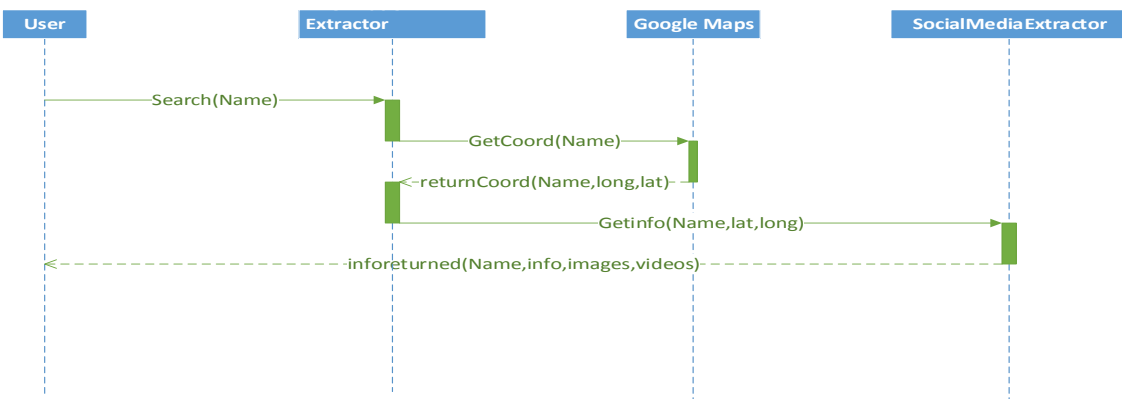 User
Extractor
Google Maps
SocialMediaExtractor
Search(Name)
GetCoord(Name)
returnCoord(Name,long,lat)
Getinfo(Name,lat,long)
inforeturned(Name,info,images,videos)